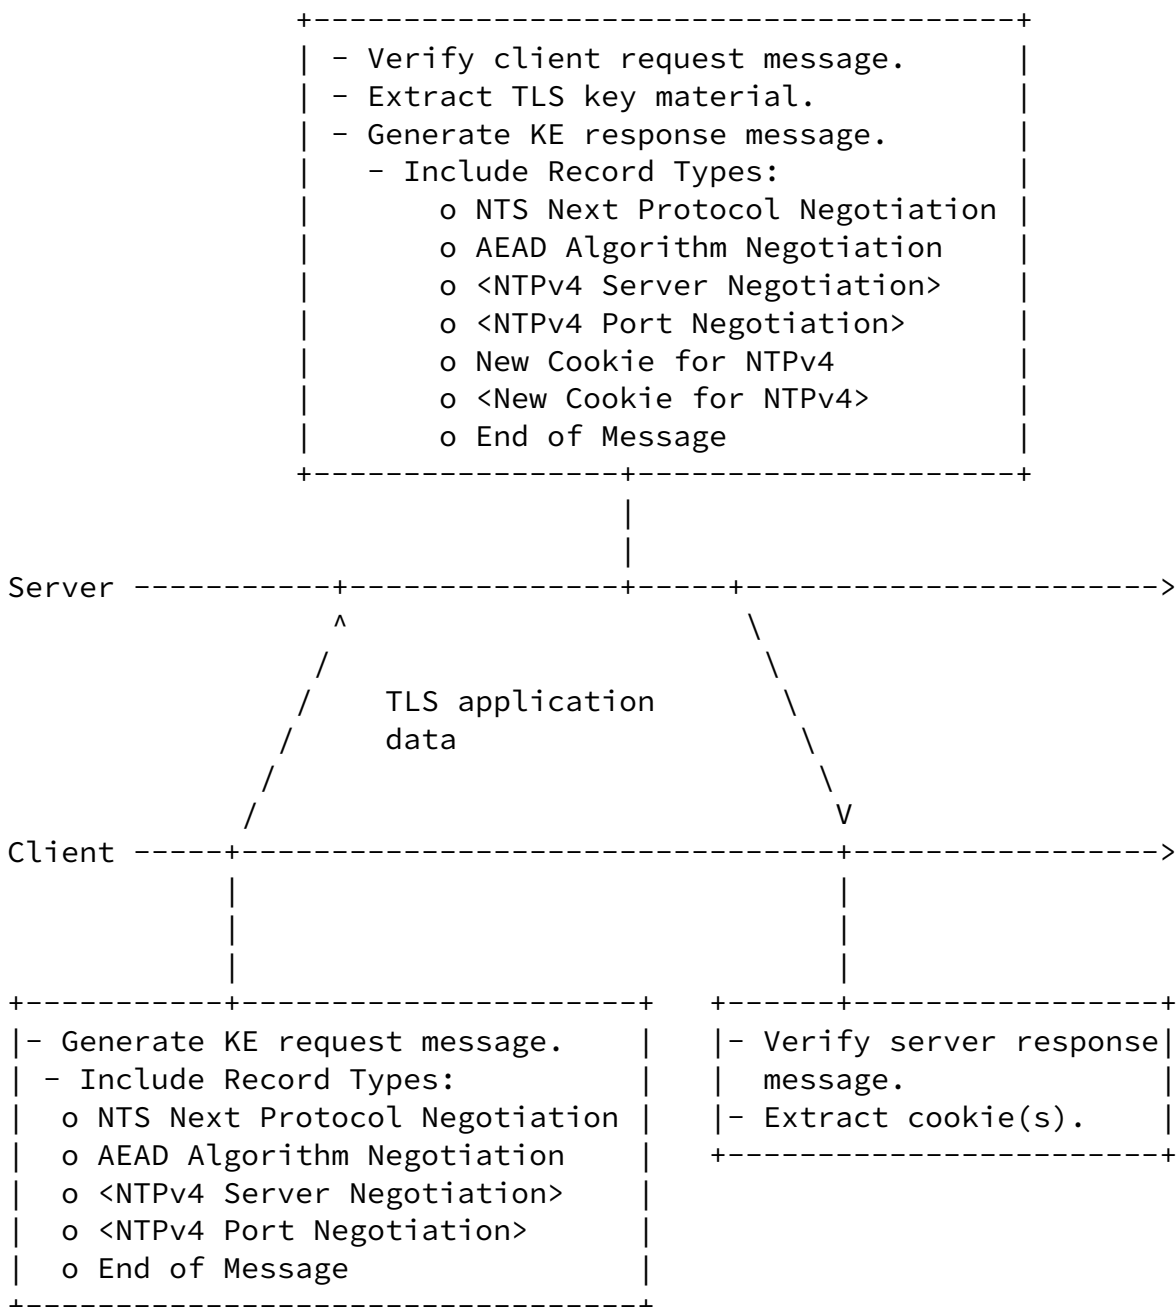 - Verify client request message.
- Extract TLS key material.
- Generate KE response message.
- Include Record Types:
o NTS Next Protocol Negotiation
o AEAD Algorithm Negotiation
o <NTPv4 Server Negotiation>
o <NTPv4 Port Negotiation>
o New Cookie for NTPv4
o <New Cookie for NTPv4>
o End of Message
Server
TLS application
data
Client
- Generate KE request message.
- Include Record Types:
o NTS Next Protocol Negotiation
o AEAD Algorithm Negotiation
o <NTPv4 Server Negotiation>
o <NTPv4 Port Negotiation>
o End of Message
- Verify server response
message.
- Extract cookie(s).